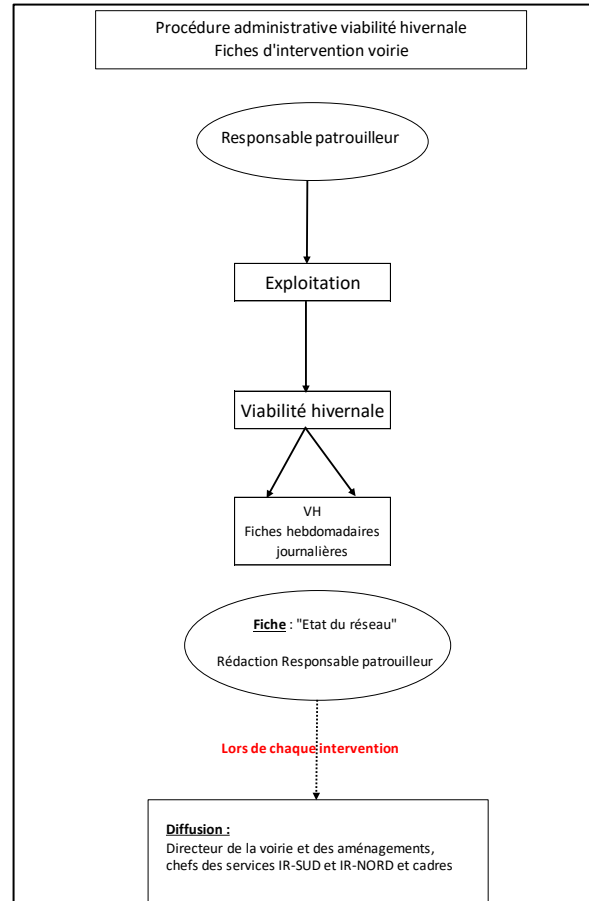 Procédure administrative viabilité hivernale
Fiches d'intervention voirie
Responsable patrouilleur
Exploitation
Viabilité hivernale
VH
Fiches hebdomadaires
journalières
Fiche : "Etat du réseau"
Rédaction Responsable patrouilleur
Lors de chaque intervention
Diffusion :
Directeur de la voirie et des aménagements,
chefs des services IR-SUD et IR-NORD et cadres